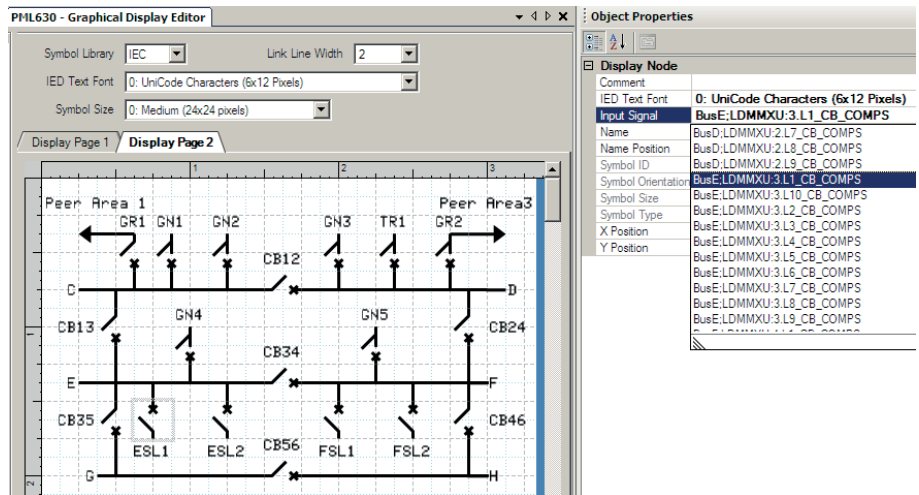 PML630 - Graphical Display Editor
Symbol Library IEC Link Line Width 2
IED Text Font 0: UniCode Characters (6x12 Pixels)
Symbol Size 0: Medium (24x24 pixels)
Display Page 1 Display Page 2
1 2 3
Peer Area 1 Peer Area3
GR1 GN1 GN2 GN3 TR1 GR2
CB12
C D
CB13 GN4 GN5 CB24
1
CB34
E F
CB35 CB46
ESL1 ESL2 CB56 FSL1 FSL2
G H
2
Object Properties
Display Node
Comment
IED Text Font 0: UniCode Characters (6x12 Pixels)
Input Signal BusE;LDMMXU:3.L1_CB_COMPS
Name
Name Position
Symbol ID
Symbol Orientation
Symbol Size
Symbol Type
X Position
Y Position
BusD;LDMMXU:2.L7_CB_COMPS
BusD;LDMMXU:2.L8_CB_COMPS
BusD;LDMMXU:2.L9_CB_COMPS
BusE;LDMMXU:3.L1_CB_COMPS
BusE;LDMMXU:3.L10_CB_COMPS
BusE;LDMMXU:3.L2_CB_COMPS
BusE;LDMMXU:3.L3_CB_COMPS
BusE;LDMMXU:3.L4_CB_COMPS
BusE;LDMMXU:3.L5_CB_COMPS
BusE;LDMMXU:3.L6_CB_COMPS
BusE;LDMMXU:3.L7_CB_COMPS
BusE;LDMMXU:3.L8_CB_COMPS
BusE;LDMMXU:3.L9_CB_COMPS